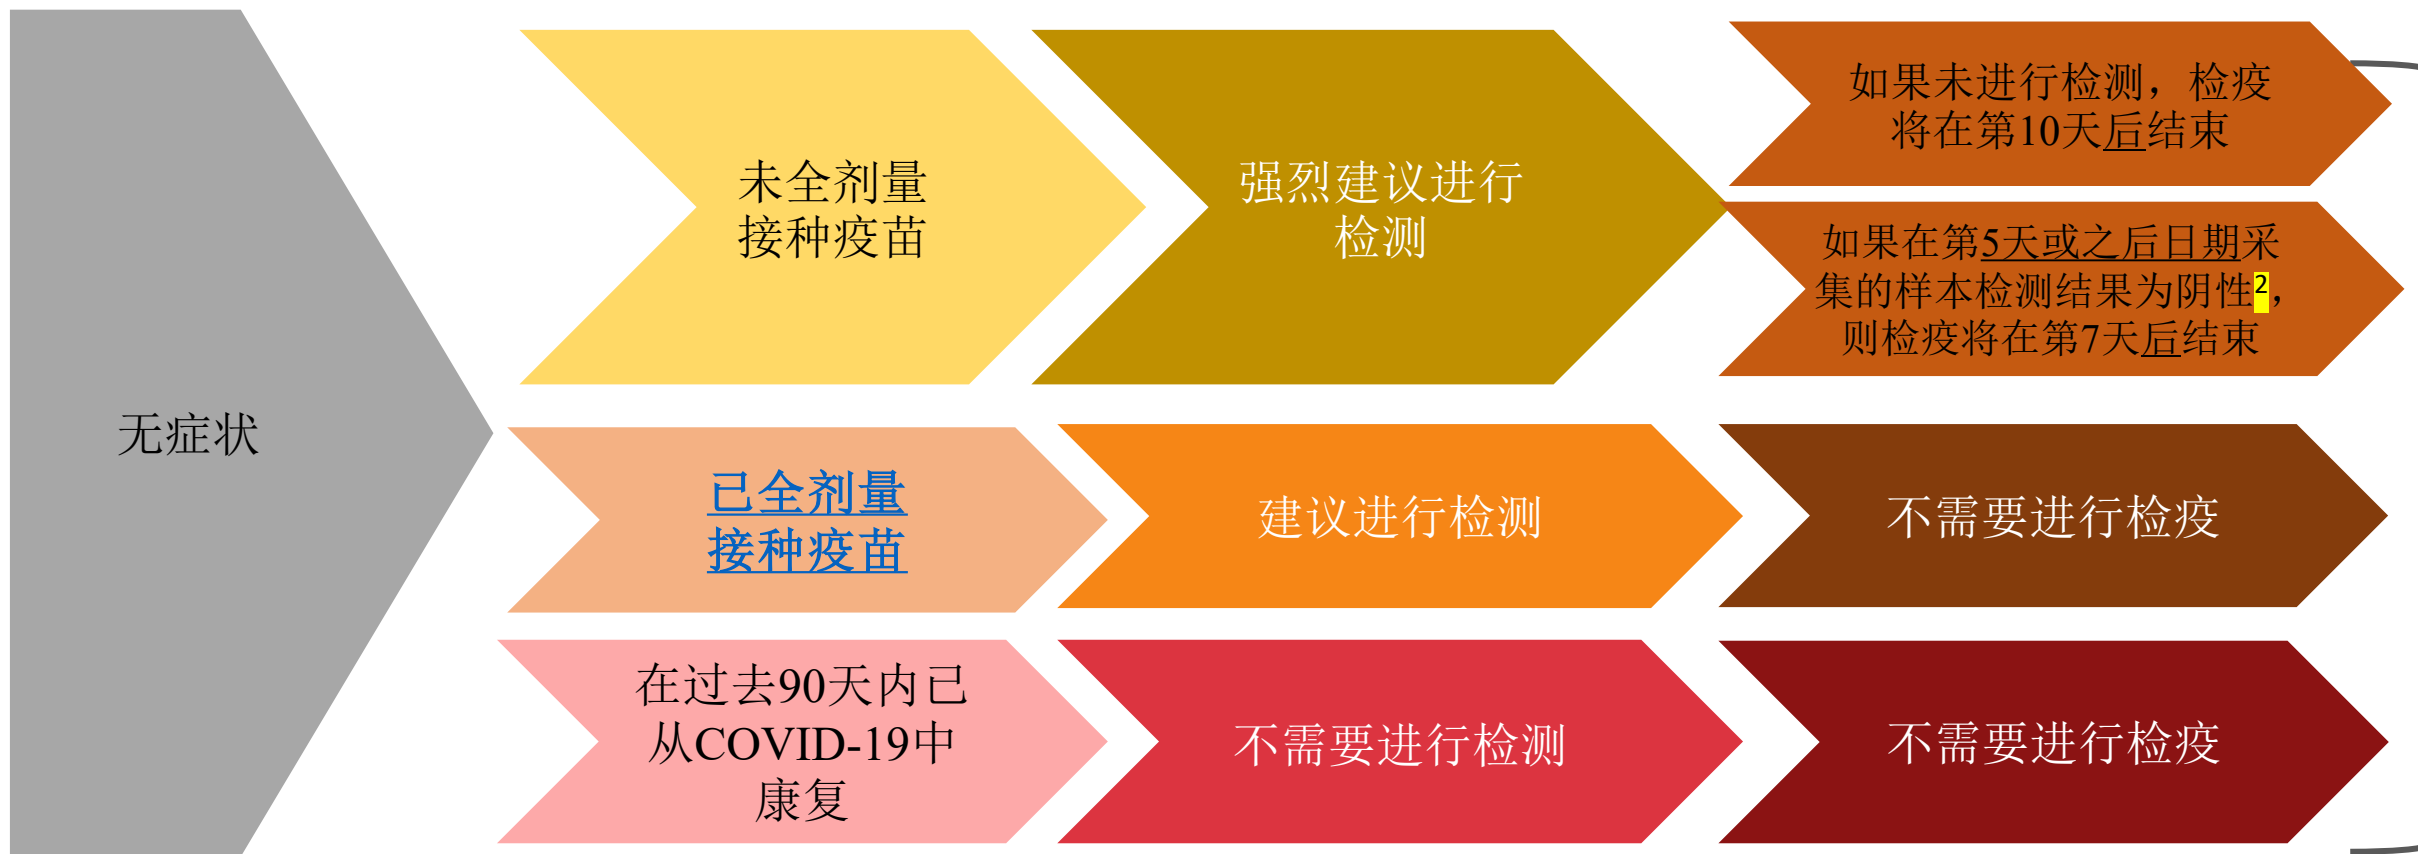 无症状
未全剂量
接种疫苗
强烈建议进行
检测
如果未进行检测，检疫
将在第10天后结束
如果在第5天或之后日期采
集的样本检测结果为阴性2，
则检疫将在第7天后结束
已全剂量
接种疫苗
建议进行检测
不需要进行检疫
在过去90天内已
从COVID-19中
康复
不需要进行检测
不需要进行检疫